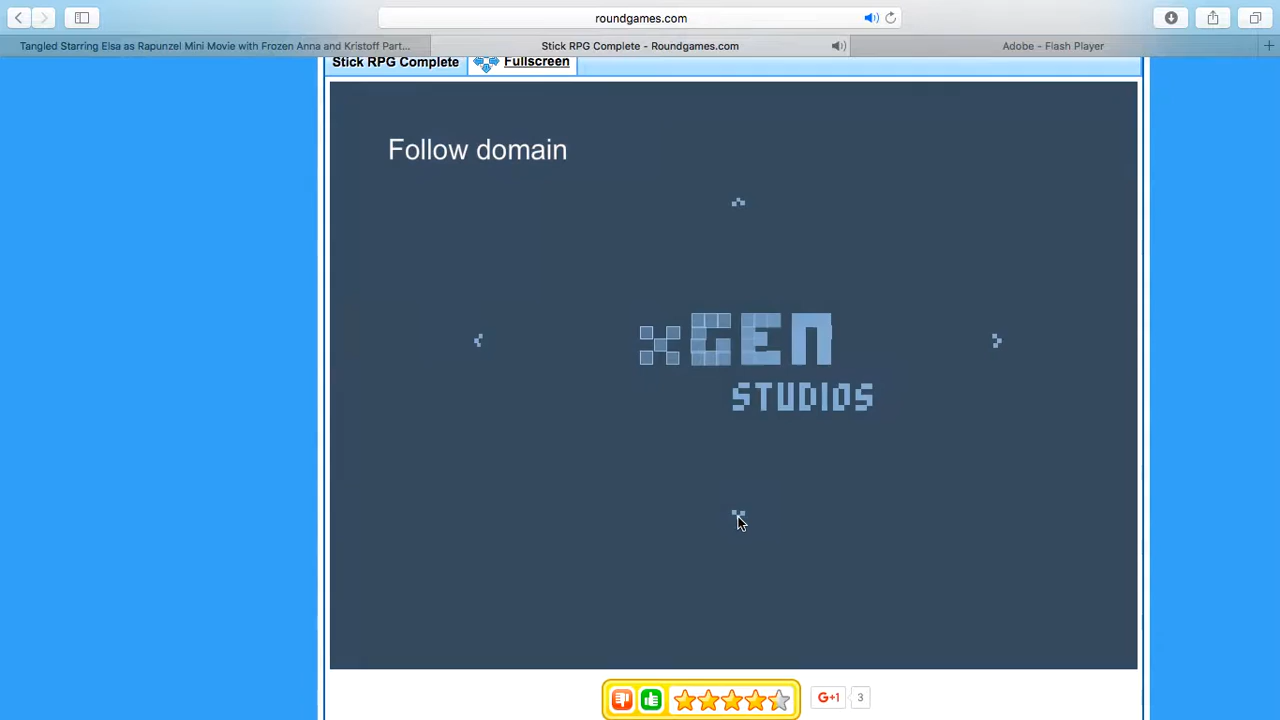 roundgames.com
Tangled Starring Elsa as Rapunzel Mini Movie with Frozen Anna and Kristoff Part...
Stick RPG Complete - Roundgames.com
Adobe - Flash Player
Stick RPG Complete
Fullscreen
Follow domain
xGEN
STUDIOS
G+1
3